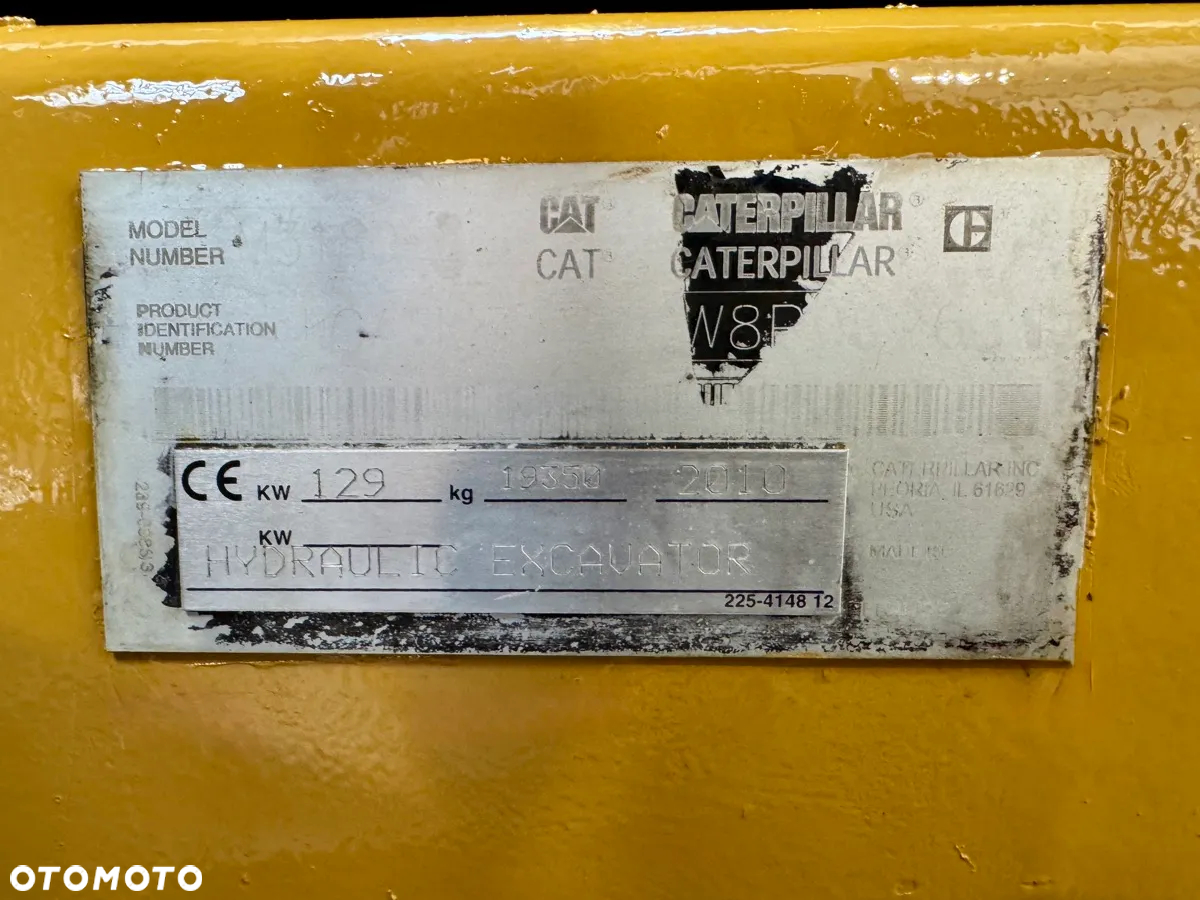 MODEL
NUMBER
CAT®
CATERPILLAR®
CAT®
CATERPILLAR®
PRODUCT
IDENTIFICATION
NUMBER
W8P
CE KW 129 kg 19350 2010
KW
HYDRAULIC EXCAVATOR
225-4148 12
CATERPILLAR INC
PEORIA, IL 61629
USA
OTOMOTO